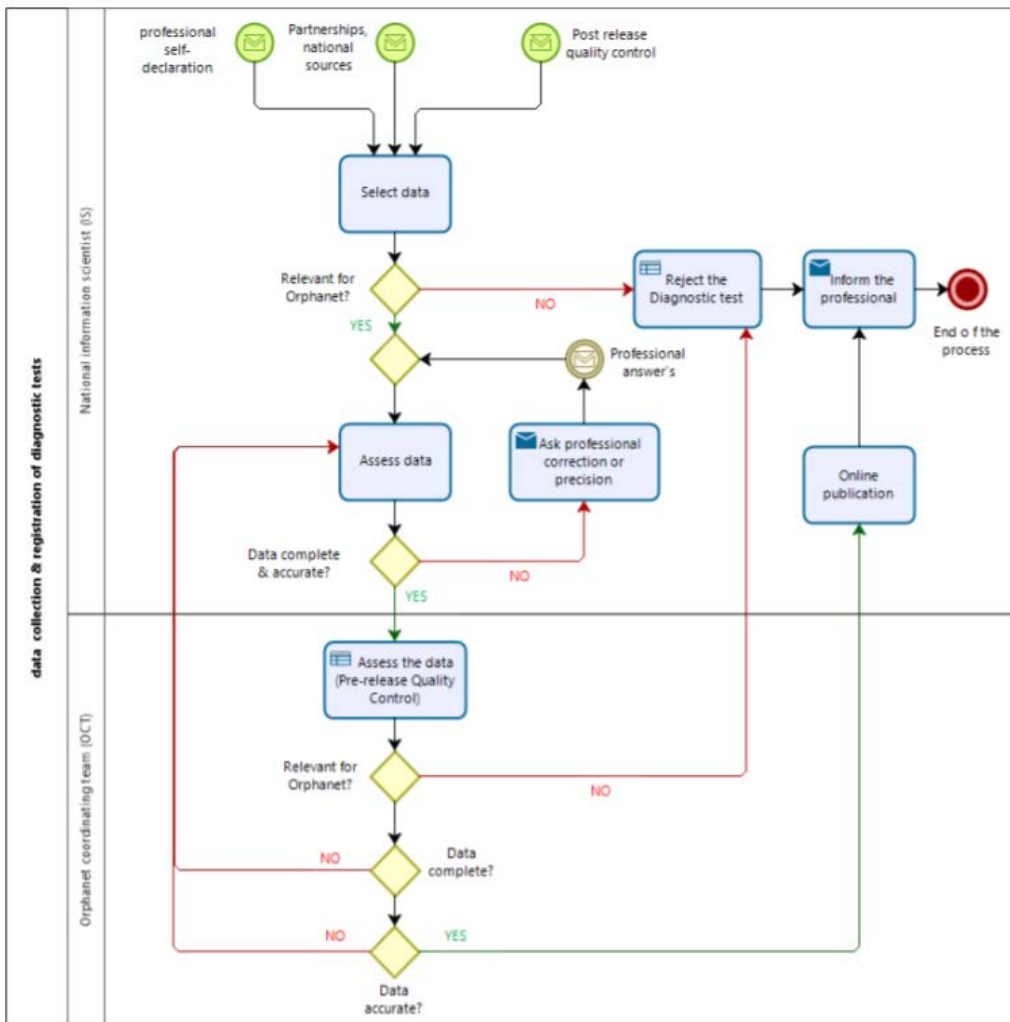 professional
self-
declaration
Partnerships,
national
sources
Post release
quality control
Select data
Relevant for
Orphanet?
NO
YES
Reject the
Diagnostic test
Inform the
professional
End o f the
process
Professional
answer's
Assess data
Ask professional
correction or
precision
Online
publication
Data complete
& accurate?
NO
YES
National information scientist (IS)
data collection & registration of diagnostic tests
Orphanet coordinating team (OCT)
Assess the data
(Pre-release Quality
Control)
Relevant for
Orphanet?
NO
NO
Data
complete?
NO
YES
Data
accurate?